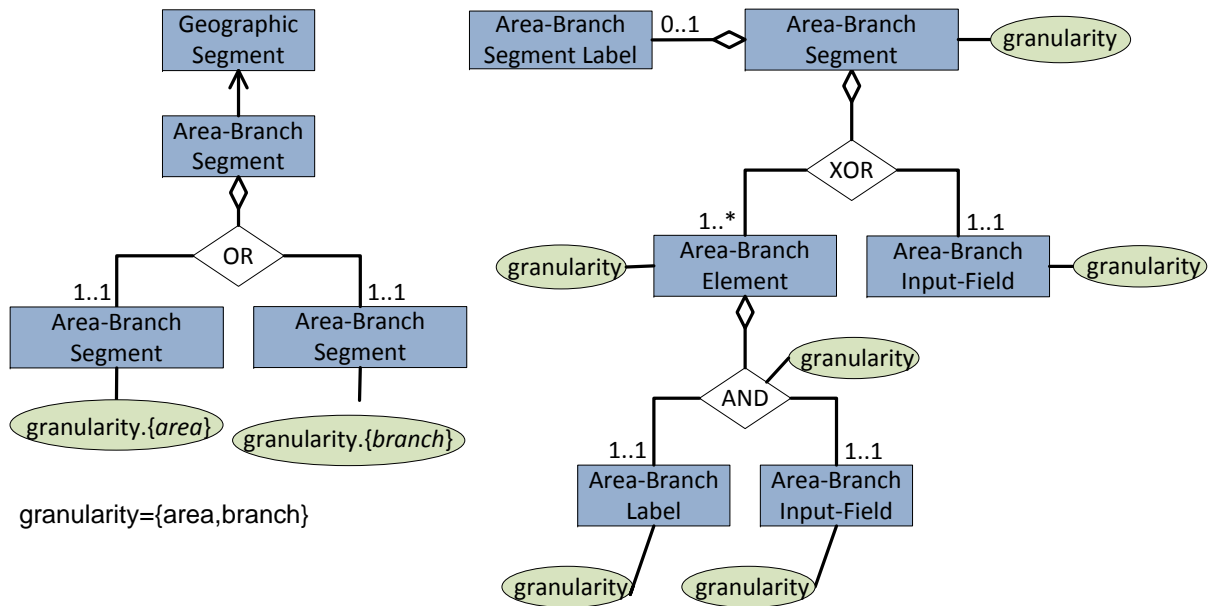 Geographic
Segment
Area-Branch
Segment
OR
1..1
1..1
Area-Branch
Segment
Area-Branch
Segment
granularity.{area}
granularity.{branch}
granularity={area,branch}
Area-Branch
Segment Label
0..1
Area-Branch
Segment
granularity
XOR
1..*
1..1
granularity
Area-Branch
Element
Area-Branch
Input-Field
granularity
granularity
AND
1..1
1..1
Area-Branch
Label
Area-Branch
Input-Field
granularity
granularity